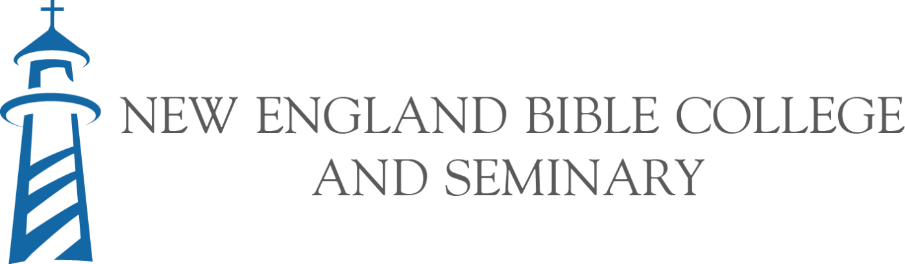 NEW ENGLAND BIBLE COLLEGE
AND SEMINARY